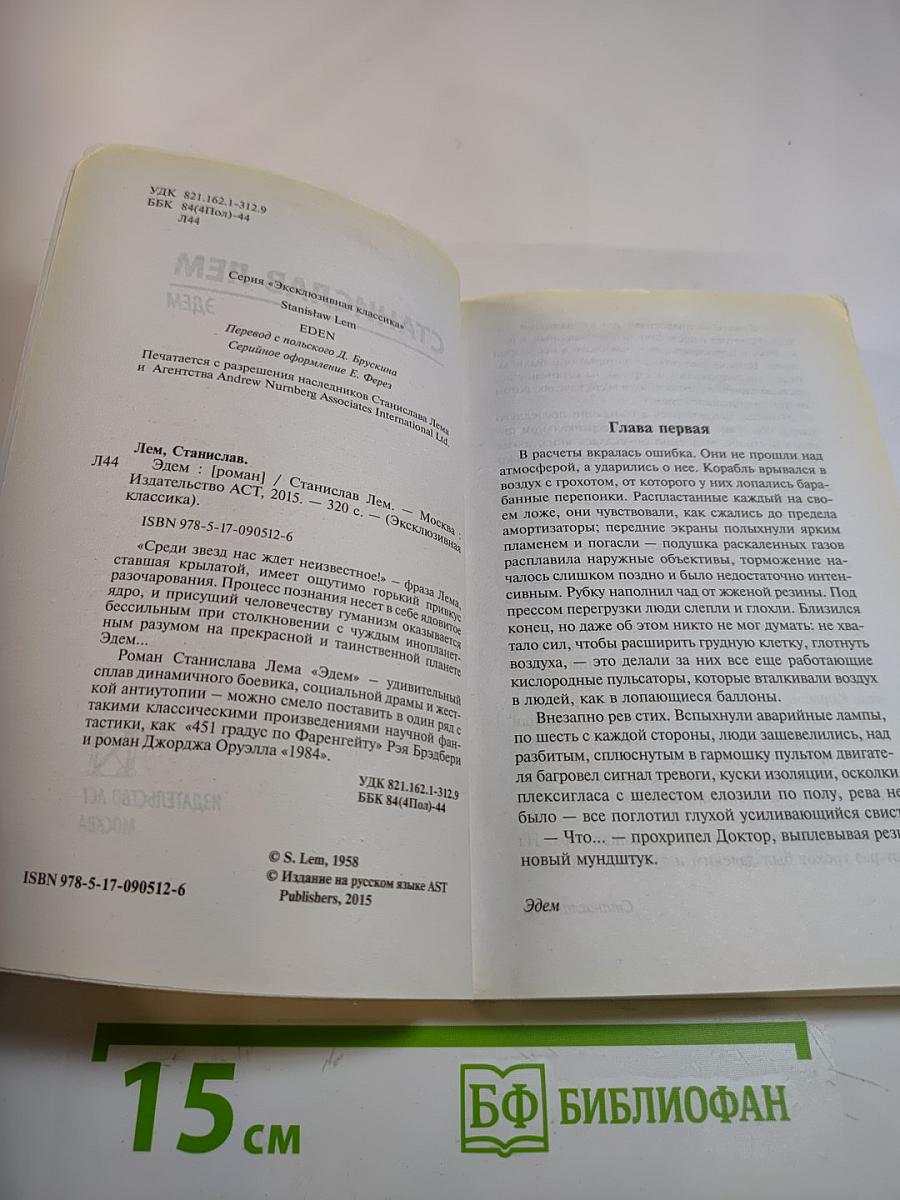 УДК 821.162.1-312.9
ББК 84(4Пол)-44
Л44
СТАНИСЛАВ ЛЕМ
ЭДЕМ
Серия «Эксклюзивная классика»
Stanisław Lem
EDEN
Перевод с польского Д. Брускина
Серийное оформление Е. Ферез
Печатается с разрешения наследников Станислава Лема
и Агентства Andrew Nurnberg Associates International Ltd.
Лем, Станислав.
Л44 Эдем : [роман] / Станислав Лем. — Москва :
Издательство АСТ, 2015. — 320 с. — (Эксклюзивная
классика).
ISBN 978-5-17-090512-6
«Среди звезд нас ждет неизвестное!» – фраза Лема,
ставшая крылатой, имеет ощутимо горький привкус
разочарования. Процесс познания несет в себе ядовитое
ядро, и присущий человечеству гуманизм оказывается
бессильным при столкновении с чуждым инопланет-
ным разумом на прекрасной и таинственной планете
Эдем...
Роман Станислава Лема «Эдем» – удивительный
сплав динамичного боевика, социальной драмы и жест-
кой антиутопии – можно смело поставить в один ряд с
такими классическими произведениями научной фан-
тастики, как «451 градус по Фаренгейту» Рэя Брэдбери
и роман Джорджа Оруэлла «1984».
УДК 821.162.1-312.9
ББК 84(4Пол)-44
ИЗДАТЕЛЬСТВО АСТ
МОСКВА
© S. Lem, 1958
© Издание на русском языке AST
Publishers, 2015
ISBN 978-5-17-090512-6
Глава первая
В расчеты вкралась ошибка. Они не прошли над
атмосферой, а ударились о нее. Корабль врывался в
воздух с грохотом, от которого у них лопались бара-
банные перепонки. Распластанные каждый на сво-
ем ложе, они чувствовали, как сжались до предела
амортизаторы; передние экраны полыхнули ярким
пламенем и погасли — подушка раскаленных газов
расплавила наружные объективы, торможение на-
чалось слишком поздно и было недостаточно интен-
сивным. Рубку наполнил чад от жженой резины. Под
прессом перегрузки люди слепли и глохли. Близился
конец, но даже об этом никто не мог думать: не хва-
тало сил, чтобы расширить грудную клетку, глотнуть
воздуха, — это делали за них все еще работающие
кислородные пульсаторы, которые вталкивали воздух
в людей, как в лопающиеся баллоны.
Внезапно рев стих. Вспыхнули аварийные лампы,
по шесть с каждой стороны, люди зашевелились, над
разбитым, сплюснутым в гармошку пультом двигате-
ля багровел сигнал тревоги, куски изоляции, осколки
плексигласа с шелестом елозили по полу, рева не
было — все поглотил глухой усиливающийся свист
— Что... — прохрипел Доктор, выплевывая рези
новый мундштук.
Эдем
15 см
БФ БИБЛИОФАН